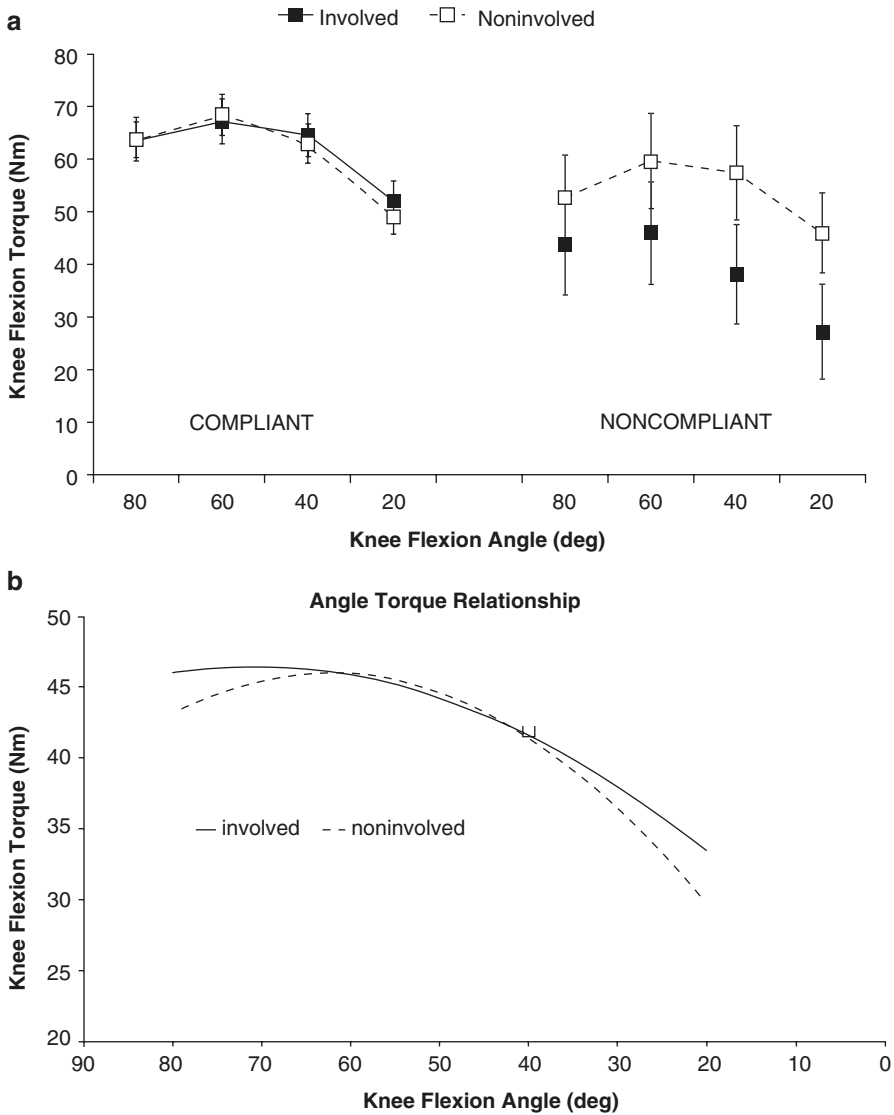 a
Involved Noninvolved
Knee Flexion Torque (Nm)
80
70
60
50
40
30
20
10
0
COMPLIANT NONCOMPLIANT
80 60 40 20 80 60 40 20
Knee Flexion Angle (deg)
b
Angle Torque Relationship
Knee Flexion Torque (Nm)
50
45
40
35
30
25
20
involved noninvolved
90 80 70 60 50 40 30 20 10 0
Knee Flexion Angle (deg)